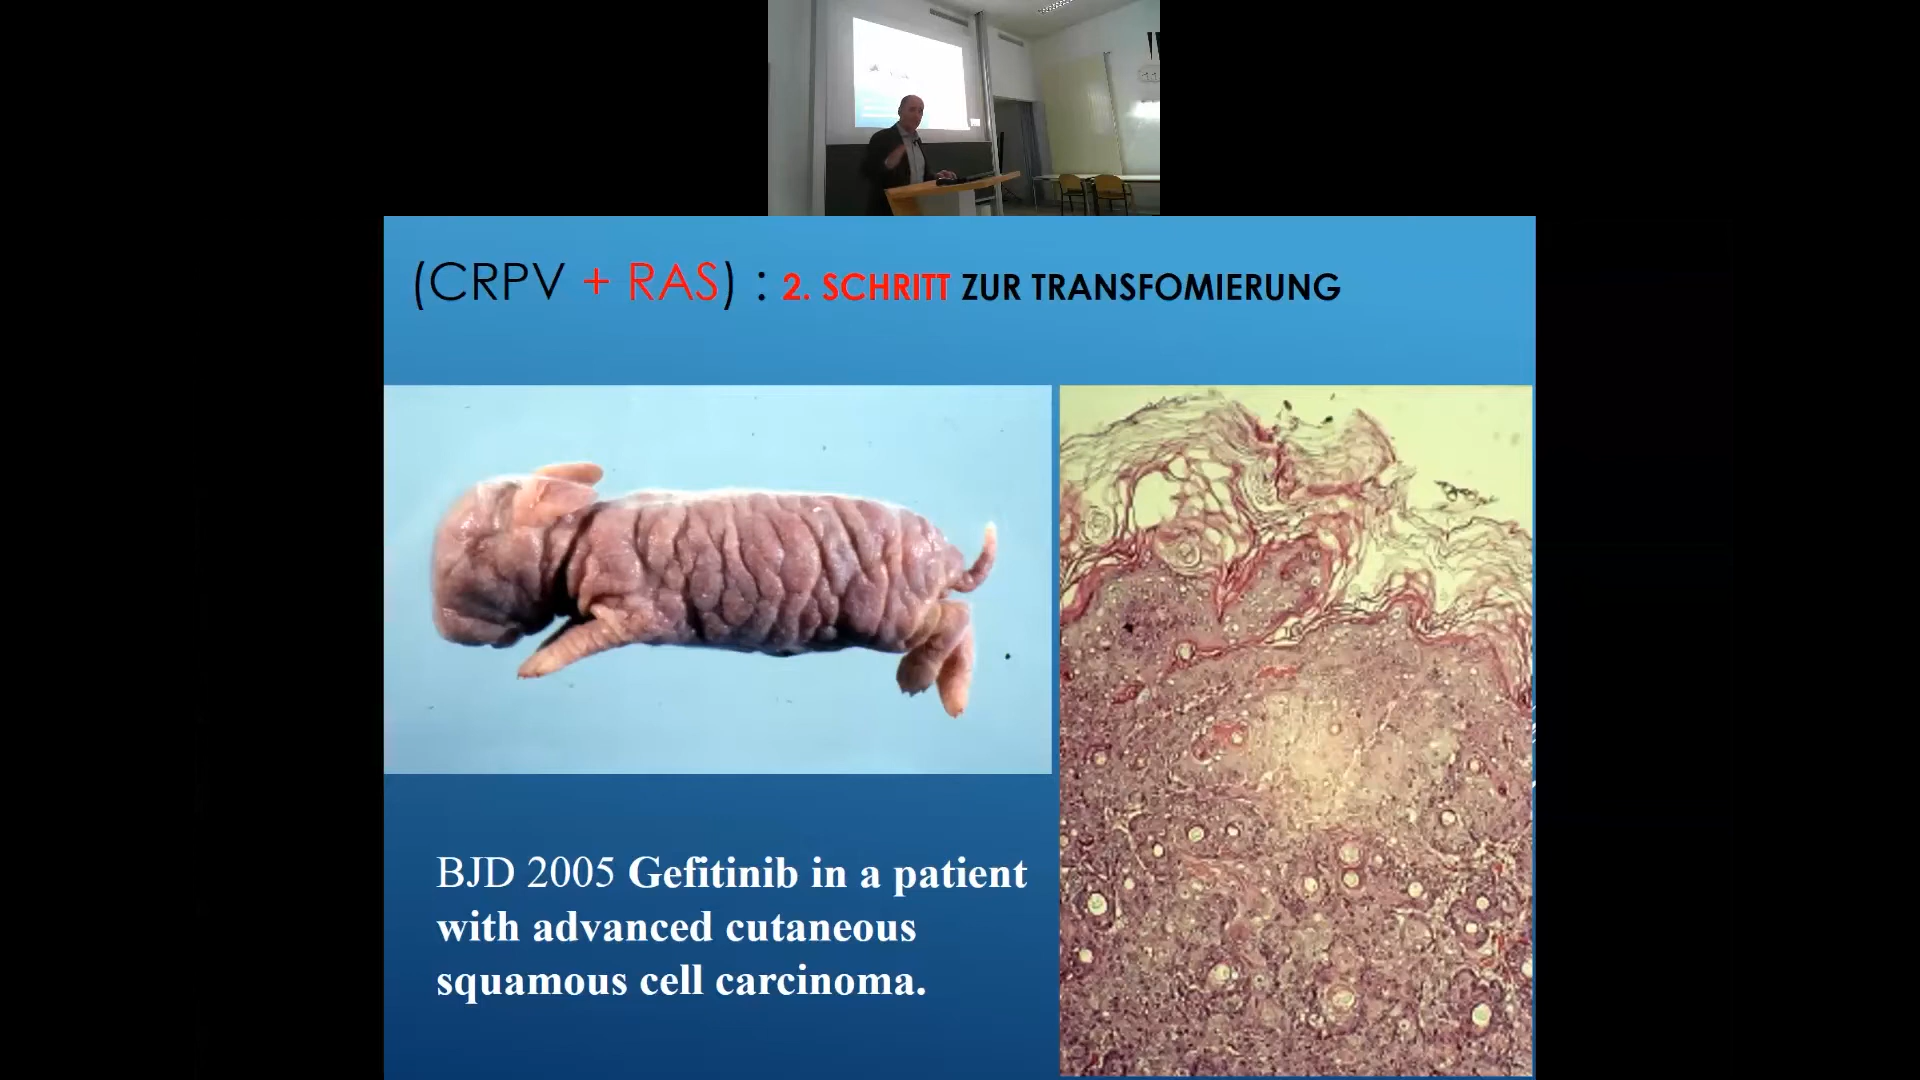 (CRPV + RAS) : 2. SCHRITT ZUR TRANSFOMIERUNG
BJD 2005 Gefitinib in a patient
with advanced cutaneous
squamous cell carcinoma.